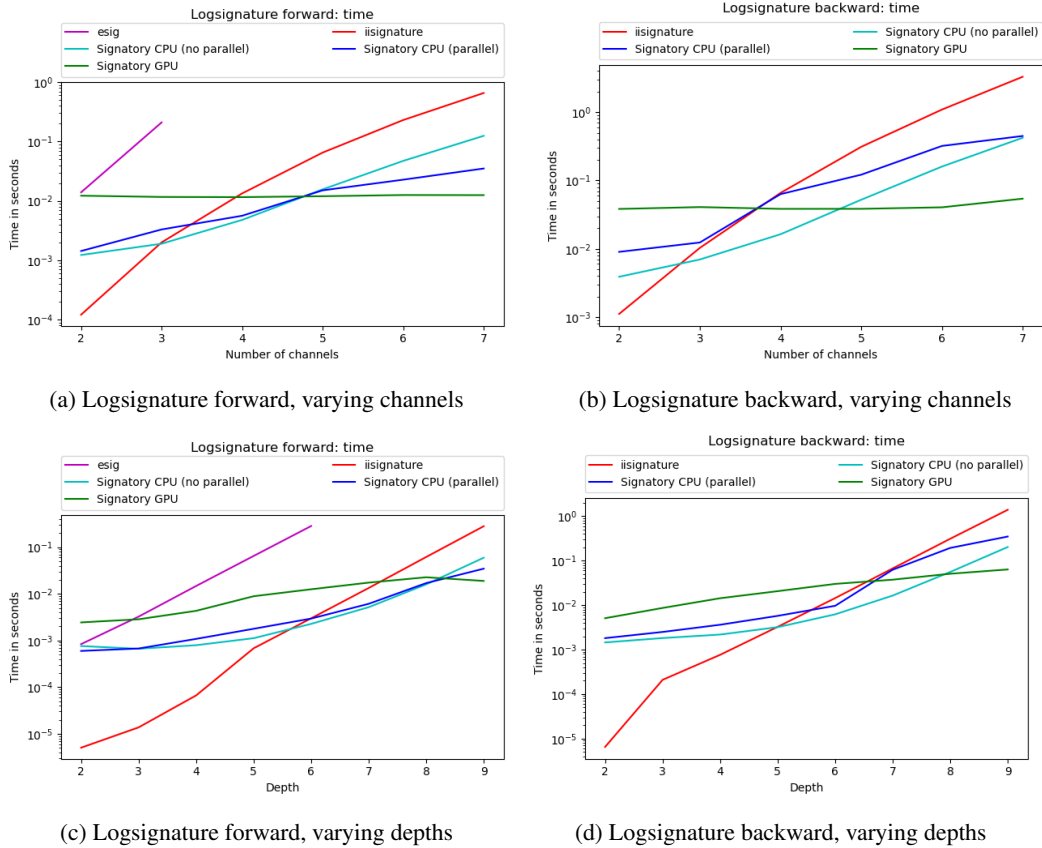 Logsignature forward: time
esig
iisignature
Signatory CPU (no parallel)
Signatory CPU (parallel)
Signatory GPU
10^0
10^-1
10^-2
10^-3
10^-4
Time in seconds
2 3 4 5 6 7
Number of channels
(a) Logsignature forward, varying channels
Logsignature backward: time
iisignature
Signatory CPU (no parallel)
Signatory CPU (parallel)
Signatory GPU
10^0
10^-1
10^-2
10^-3
Time in seconds
2 3 4 5 6 7
Number of channels
(b) Logsignature backward, varying channels
Logsignature forward: time
esig
iisignature
Signatory CPU (no parallel)
Signatory CPU (parallel)
Signatory GPU
10^-1
10^-2
10^-3
10^-4
10^-5
Time in seconds
2 3 4 5 6 7 8 9
Depth
(c) Logsignature forward, varying depths
Logsignature backward: time
iisignature
Signatory CPU (no parallel)
Signatory CPU (parallel)
Signatory GPU
10^0
10^-1
10^-2
10^-3
10^-4
10^-5
Time in seconds
2 3 4 5 6 7 8 9
Depth
(d) Logsignature backward, varying depths